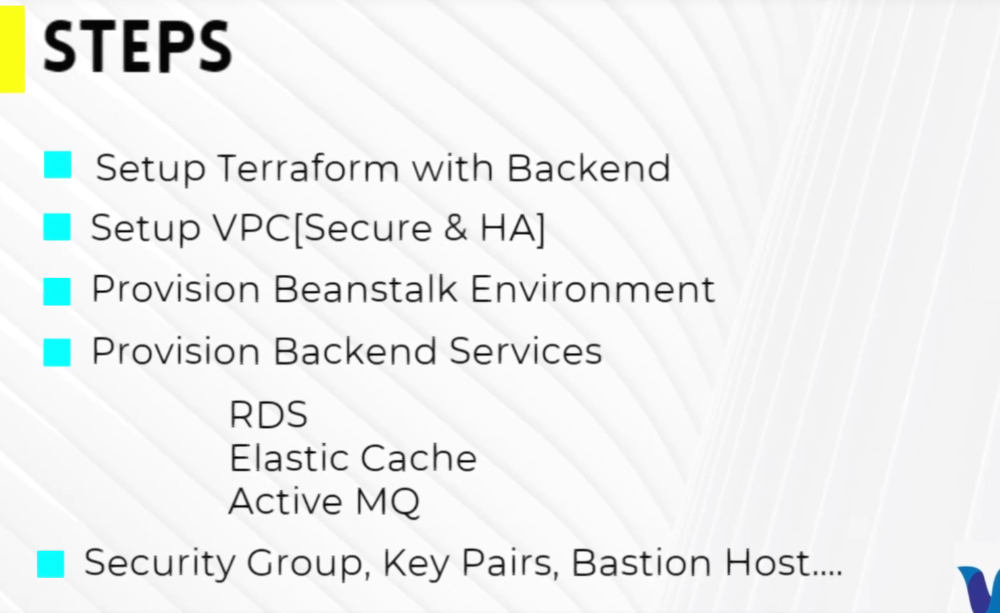 STEPS
Setup Terraform with Backend
Setup VPC[Secure & HA]
Provision Beanstalk Environment
Provision Backend Services
RDS
Elastic Cache
Active MQ
Security Group, Key Pairs, Bastion Host....